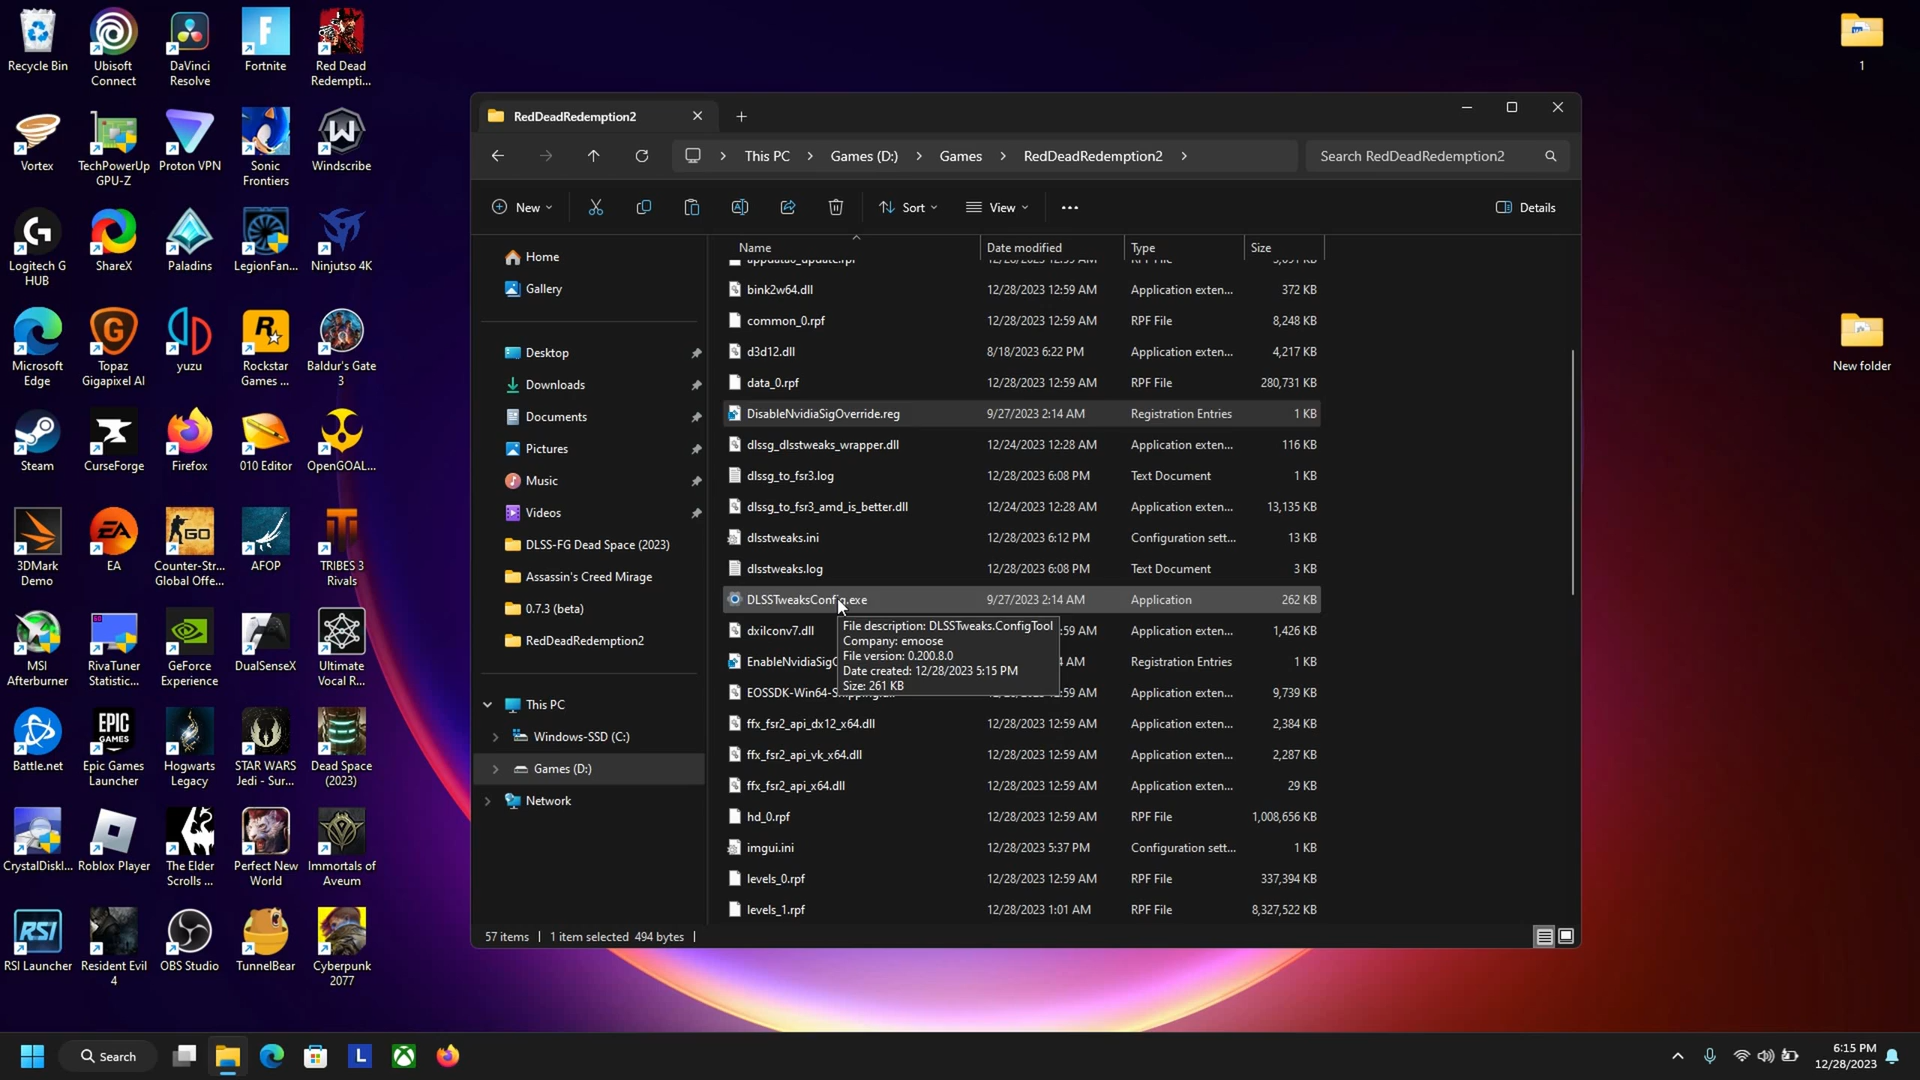 Recycle Bin
Ubisoft
Connect
DaVinci
Resolve
Fortnite
Red Dead
Redempti...
1
Vortex
TechPowerUp
GPU-Z
Proton VPN
Sonic
Frontiers
Windscribe
Logitech G
HUB
ShareX
Paladins
LegionFan...
Ninjutso 4K
Microsoft
Edge
Topaz
Gigapixel AI
yuzu
Rockstar
Games ...
Baldur's Gate
3
New folder
Steam
CurseForge
Firefox
010 Editor
OpenGOAL...
3DMark
Demo
EA
Counter-Str...
Global Offe...
AFOP
TRIBES 3
Rivals
MSI
Afterburner
RivaTuner
Statistic...
GeForce
Experience
DualSenseX
Ultimate
Vocal R...
Battle.net
Epic Games
Launcher
Hogwarts
Legacy
STAR WARS
Jedi - Sur...
Dead Space
(2023)
CrystalDiskI...
Roblox Player
The Elder
Scrolls ...
Perfect New
World
Immortals of
Aveum
RSI Launcher
Resident Evil
4
OBS Studio
TunnelBear
Cyberpunk
2077
RedDeadRedemption2
This PC > Games (D:) > Games > RedDeadRedemption2 >
Search RedDeadRedemption2
New
Sort
View
Details
Home
Gallery
Desktop
Downloads
Documents
Pictures
Music
Videos
DLSS-FG Dead Space (2023)
Assassin's Creed Mirage
0.7.3 (beta)
RedDeadRedemption2
This PC
Windows-SSD (C:)
Games (D:)
Network
Name Date modified Type Size
bink2w64.dll 12/28/2023 12:59 AM Application exten... 372 KB
common_0.rpf 12/28/2023 12:59 AM RPF File 8,248 KB
d3d12.dll 8/18/2023 6:22 PM Application exten... 4,217 KB
data_0.rpf 12/28/2023 12:59 AM RPF File 280,731 KB
DisableNvidiaSigOverride.reg 9/27/2023 2:14 AM Registration Entries 1 KB
dlssg_dlsstweaks_wrapper.dll 12/24/2023 12:28 AM Application exten... 116 KB
dlssg_to_fsr3.log 12/28/2023 6:08 PM Text Document 1 KB
dlssg_to_fsr3_amd_is_better.dll 12/24/2023 12:28 AM Application exten... 13,135 KB
dlsstweaks.ini 12/28/2023 6:12 PM Configuration sett... 13 KB
dlsstweaks.log 12/28/2023 6:08 PM Text Document 3 KB
DLSSTweaksConfig.exe 9/27/2023 2:14 AM Application 262 KB
dxilconv7.dll :59 AM Application exten... 1,426 KB
EnableNvidiaSigO 4 AM Registration Entries 1 KB
EOSSDK-Win64-Shipping.dll :59 AM Application exten... 9,739 KB
File description: DLSSTweaks.ConfigTool
Company: emoose
File version: 0.200.8.0
Date created: 12/28/2023 5:15 PM
Size: 261 KB
ffx_fsr2_api_dx12_x64.dll 12/28/2023 12:59 AM Application exten... 2,384 KB
ffx_fsr2_api_vk_x64.dll 12/28/2023 12:59 AM Application exten... 2,287 KB
ffx_fsr2_api_x64.dll 12/28/2023 12:59 AM Application exten... 29 KB
hd_0.rpf 12/28/2023 12:59 AM RPF File 1,008,656 KB
imgui.ini 12/28/2023 5:37 PM Configuration sett... 1 KB
levels_0.rpf 12/28/2023 12:59 AM RPF File 337,394 KB
levels_1.rpf 12/28/2023 1:01 AM RPF File 8,327,522 KB
57 items | 1 item selected 494 bytes |
Search
6:15 PM
12/28/2023